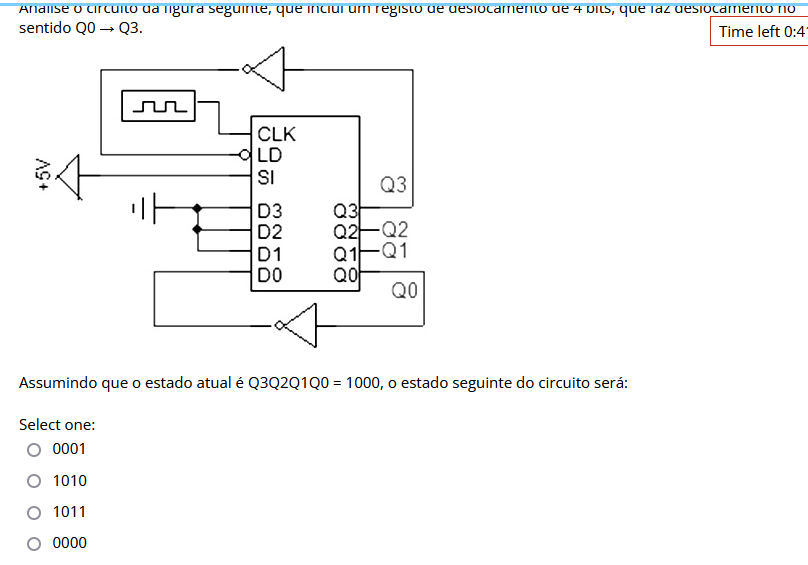 Analise o circuito da figura seguinte, que inclui um registo de deslocamento de 4 bits, que faz deslocamento no
sentido Q0 → Q3.
Time left 0:4
CLK
LD
+5V
SI
Q3
D3 Q3
D2 Q2 Q2
D1 Q1 Q1
D0 Q0
Q0
Assumindo que o estado atual é Q3Q2Q1Q0 = 1000, o estado seguinte do circuito será:
Select one:
0001
1010
1011
0000